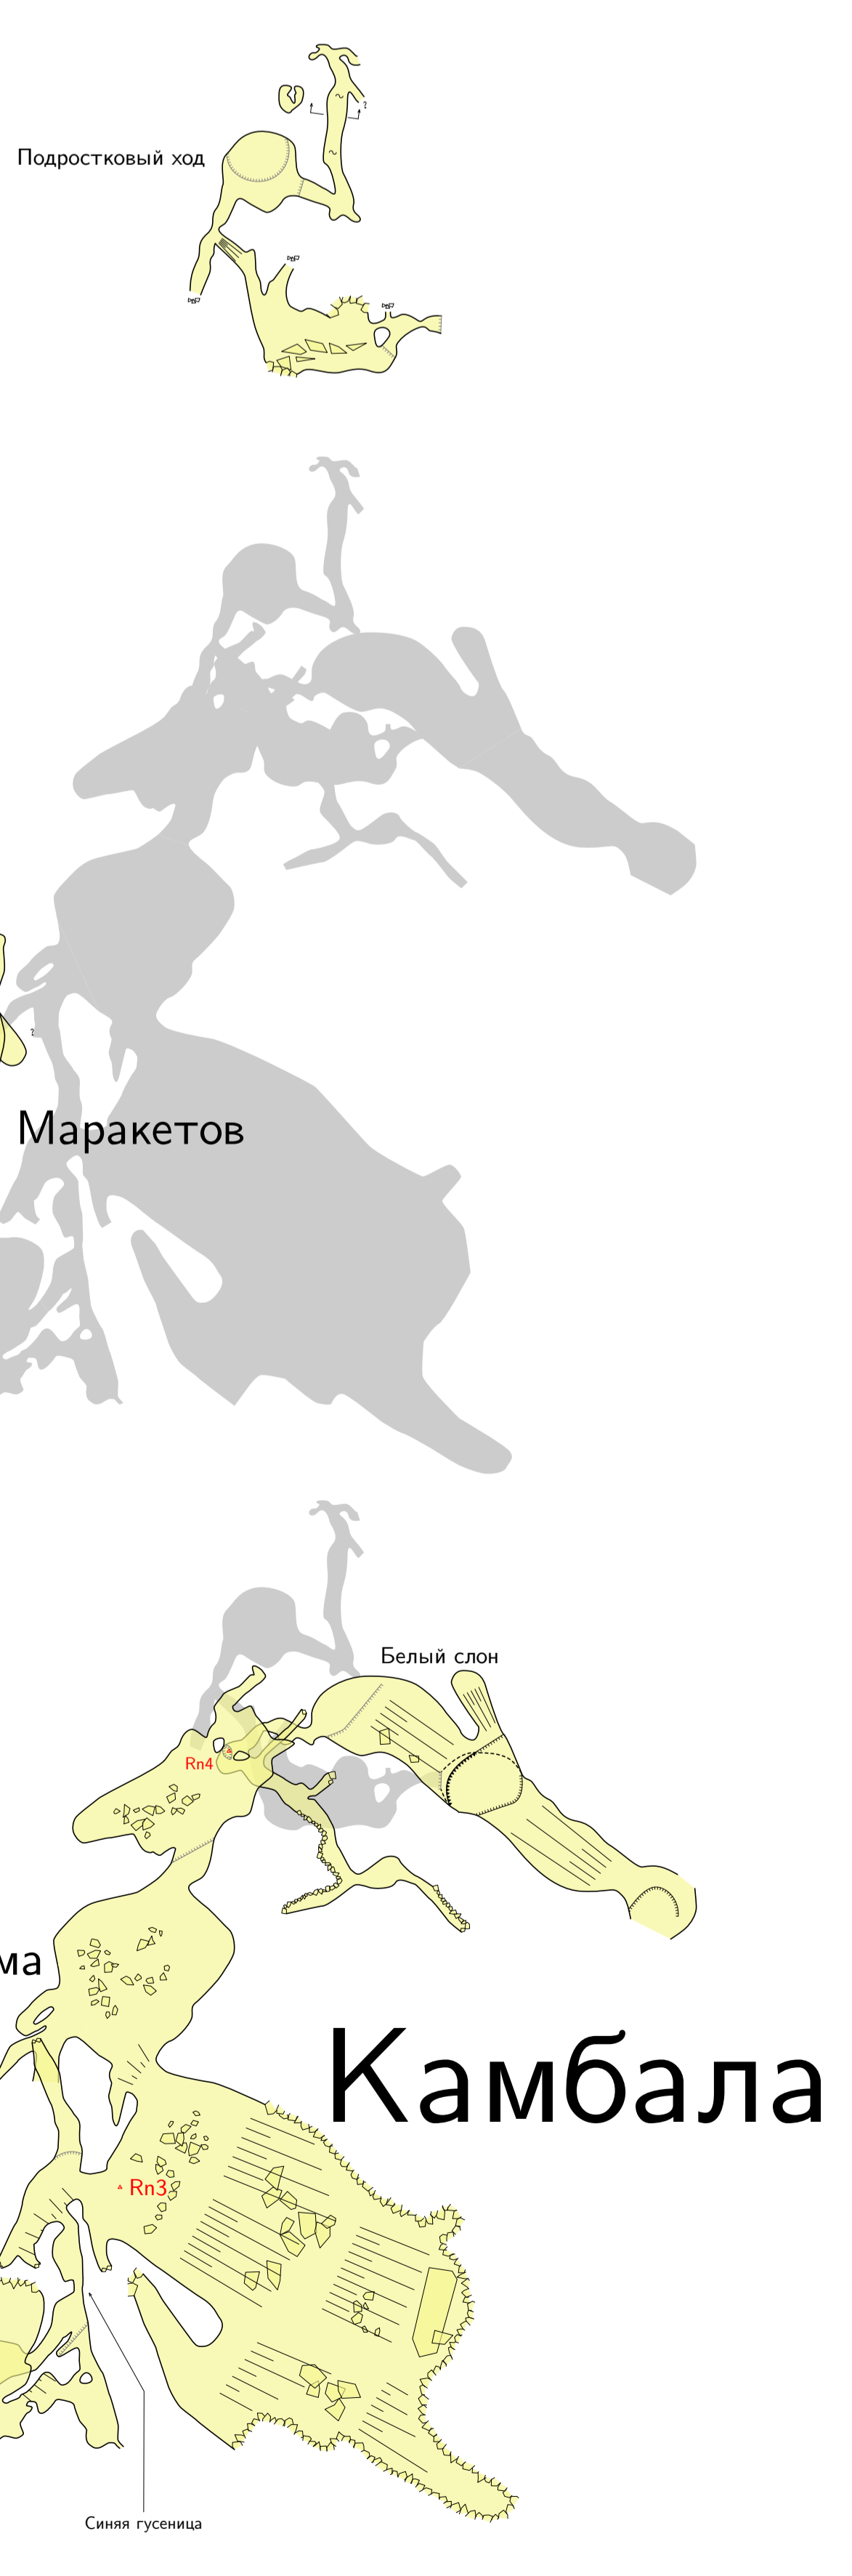 ?
Подростковый ход
?
Маракетов
Белый слон
Rn4
ма
Камбала
Rn3
Синяя гусеница